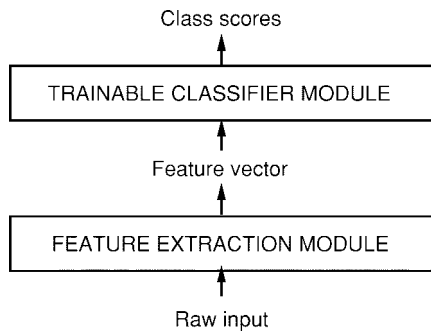 Class scores
TRAINABLE CLASSIFIER MODULE
Feature vector
FEATURE EXTRACTION MODULE
Raw input